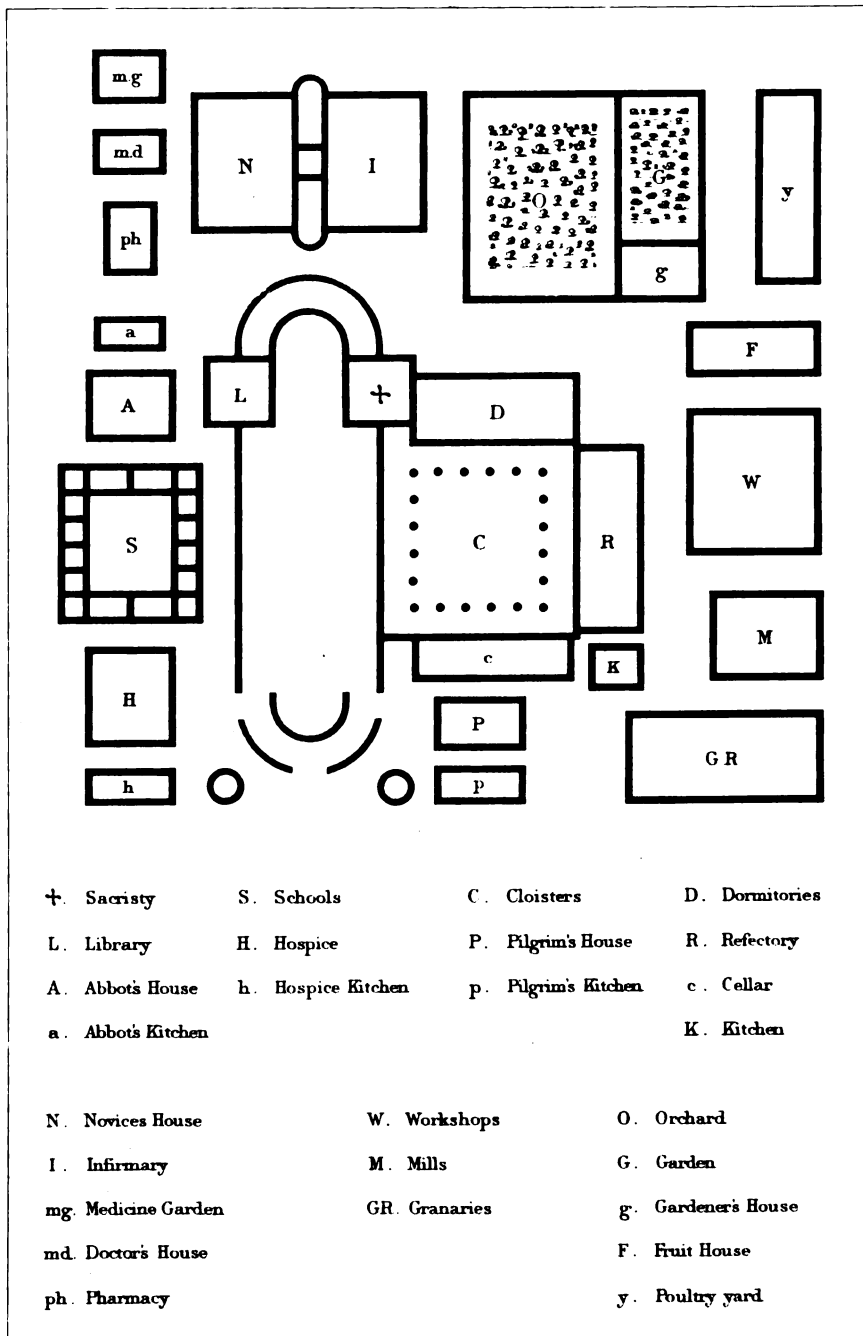 m.g
m.d
N
I
O
G
y
ph
g
a
F
A
L
✢
D
W
S
C
R
c
K
M
H
P
G R
h
p
✢. Sacristy
S. Schools
C. Cloisters
D. Dormitories
L. Library
H. Hospice
P. Pilgrim's House
R. Refectory
A. Abbot's House
h. Hospice Kitchen
p. Pilgrim's Kitchen
c. Cellar
a. Abbot's Kitchen
K. Kitchen
N. Novices House
W. Workshops
O. Orchard
I. Infirmary
M. Mills
G. Garden
mg. Medicine Garden
GR. Granaries
g. Gardener's House
md. Doctor's House
F. Fruit House
ph. Pharmacy
y. Poultry yard